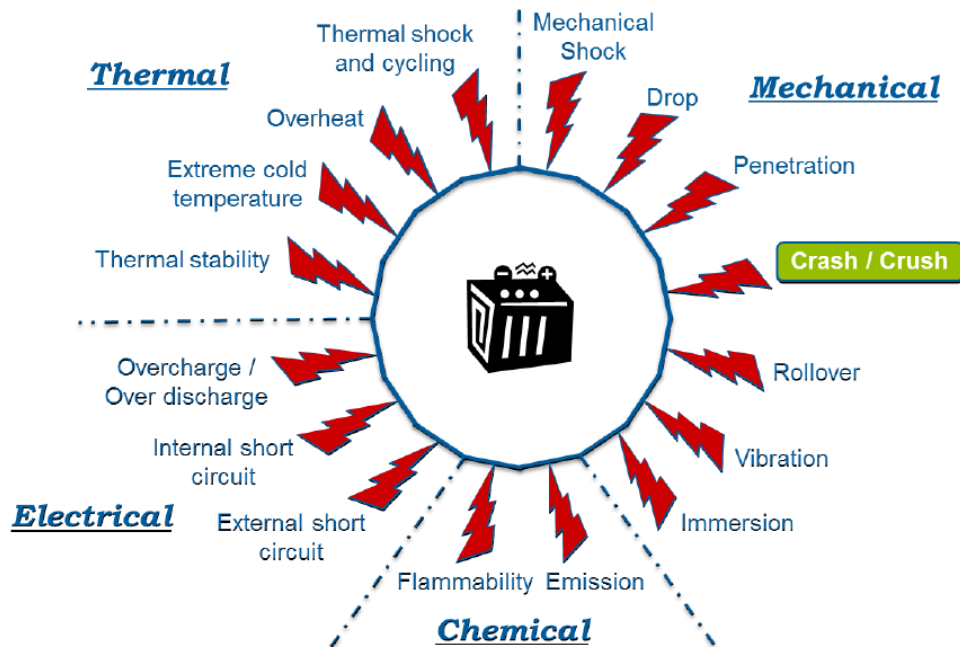 Thermal
Thermal shock
and cycling
Overheat
Extreme cold
temperature
Thermal stability
Mechanical
Mechanical
Shock
Drop
Penetration
Crash / Crush
Rollover
Vibration
Immersion
Electrical
Overcharge /
Over discharge
Internal short
circuit
External short
circuit
Chemical
Flammability
Emission